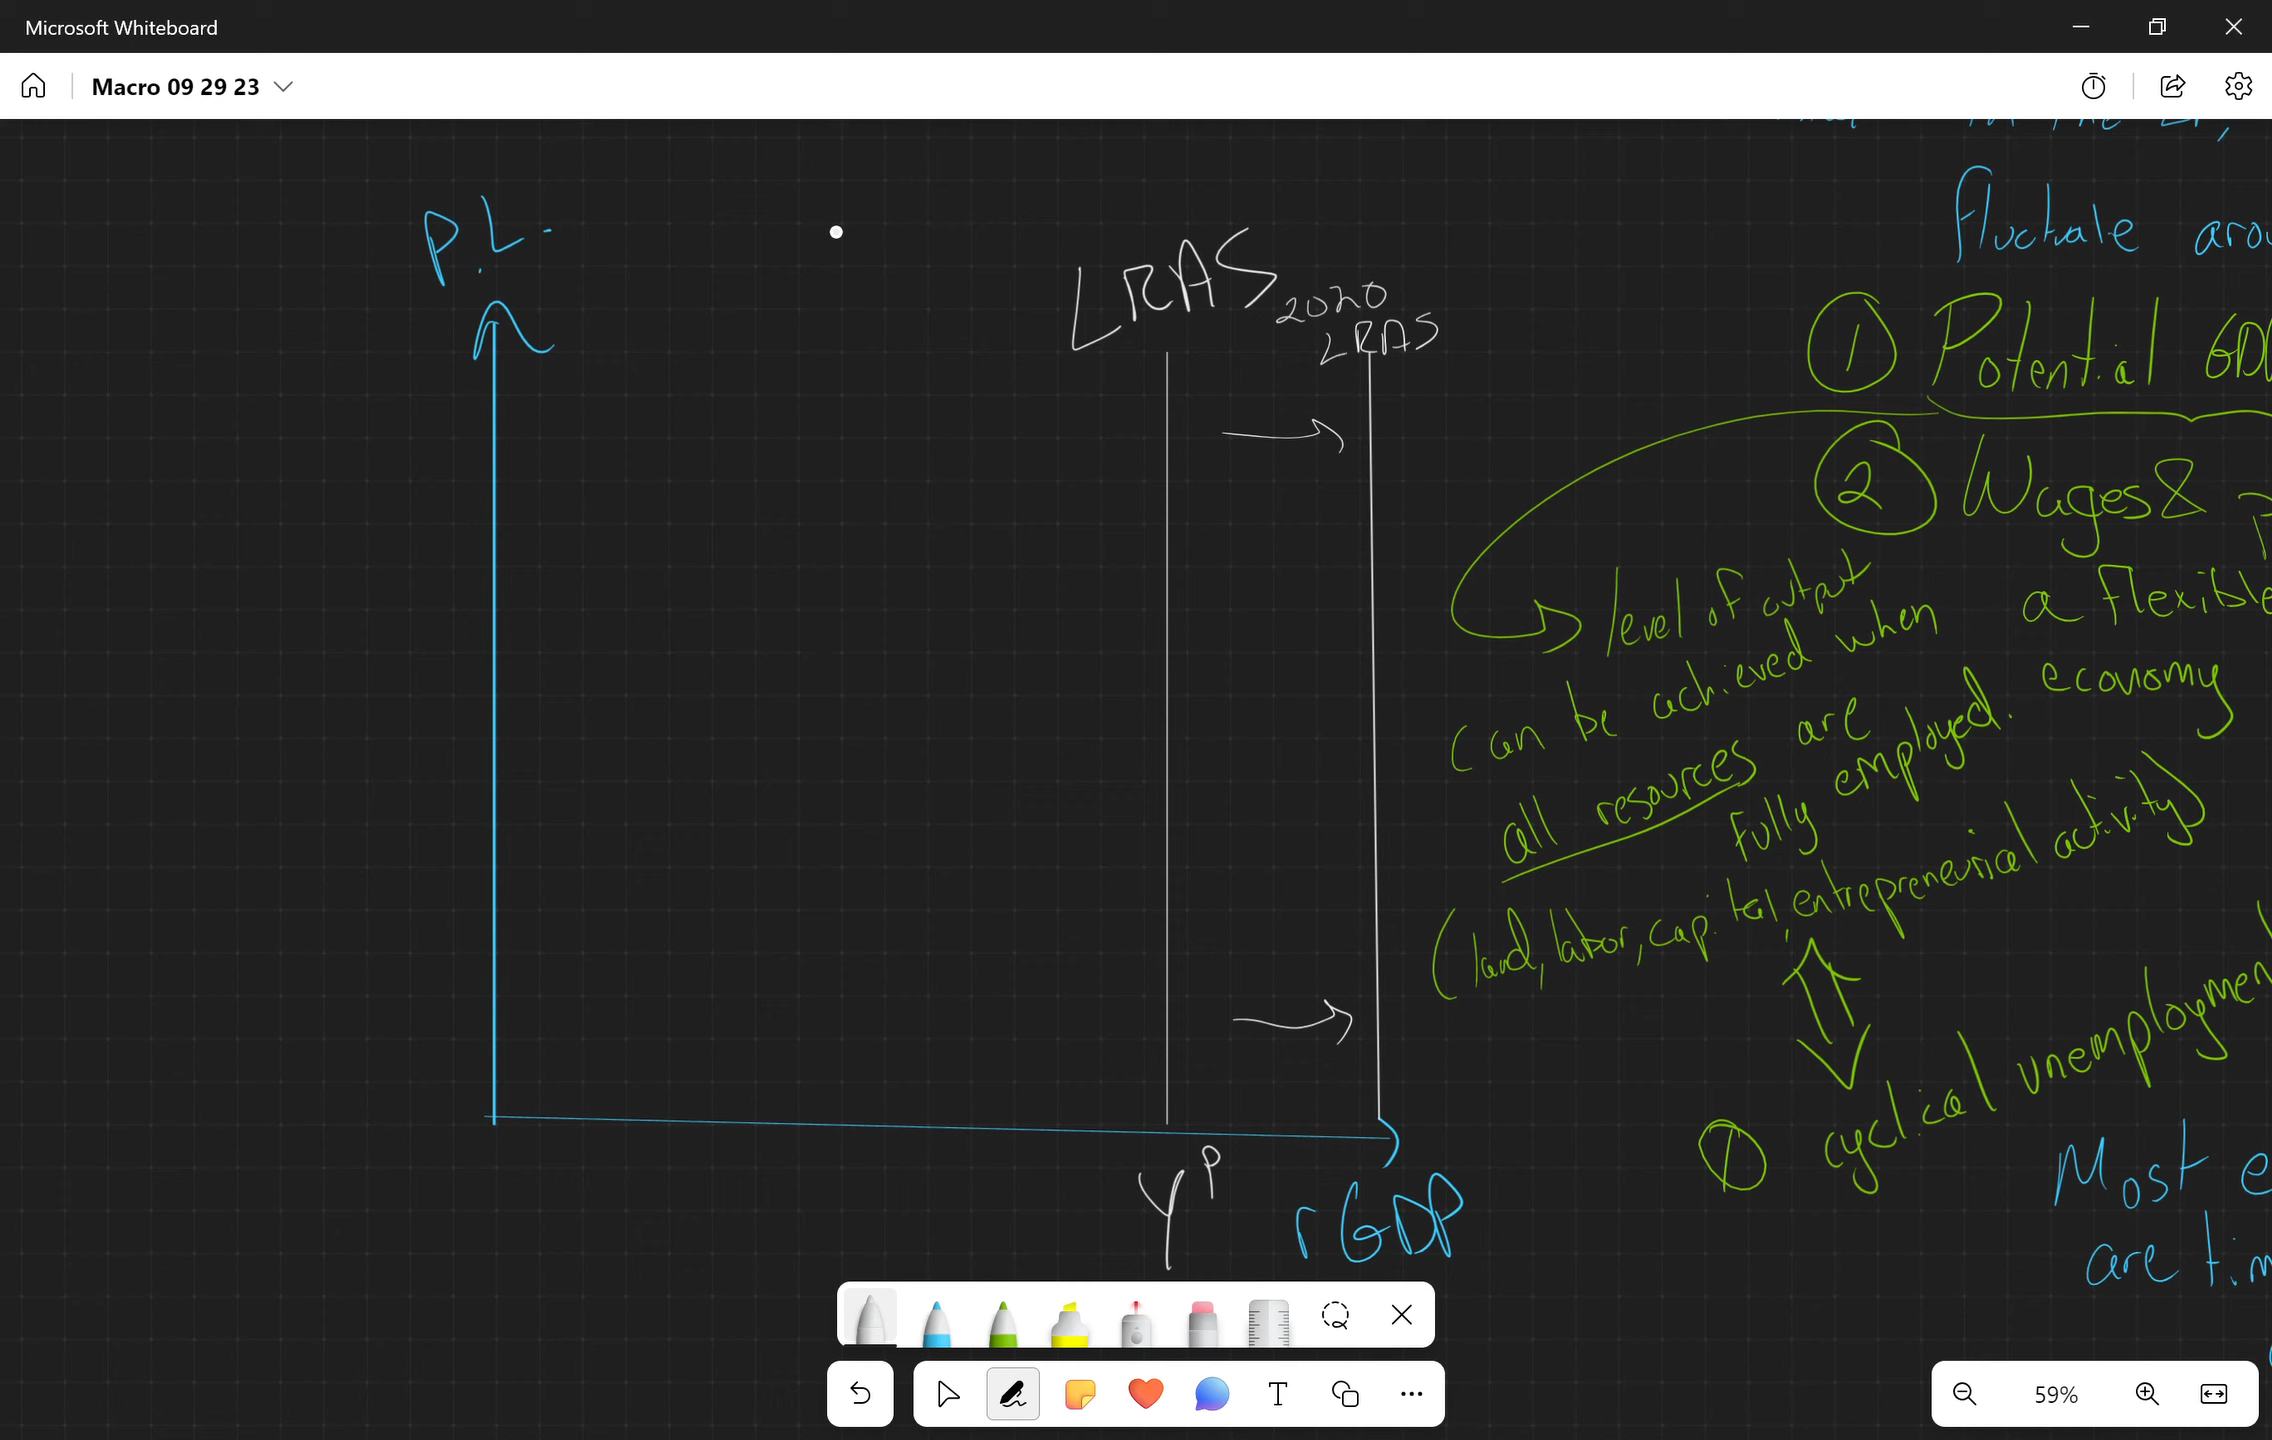 Microsoft Whiteboard
Macro 09 29 23
P.L.
LRAS 2020
LRAS
fluctuate
① Potential
② Wages &
a flexible
economy
level of output
can be achieved when
all resources are
fully employed.
(land, labor, capital, entrepreneurial activity)
① cyclical
Most
are
Y^P
rGDP
T
59%